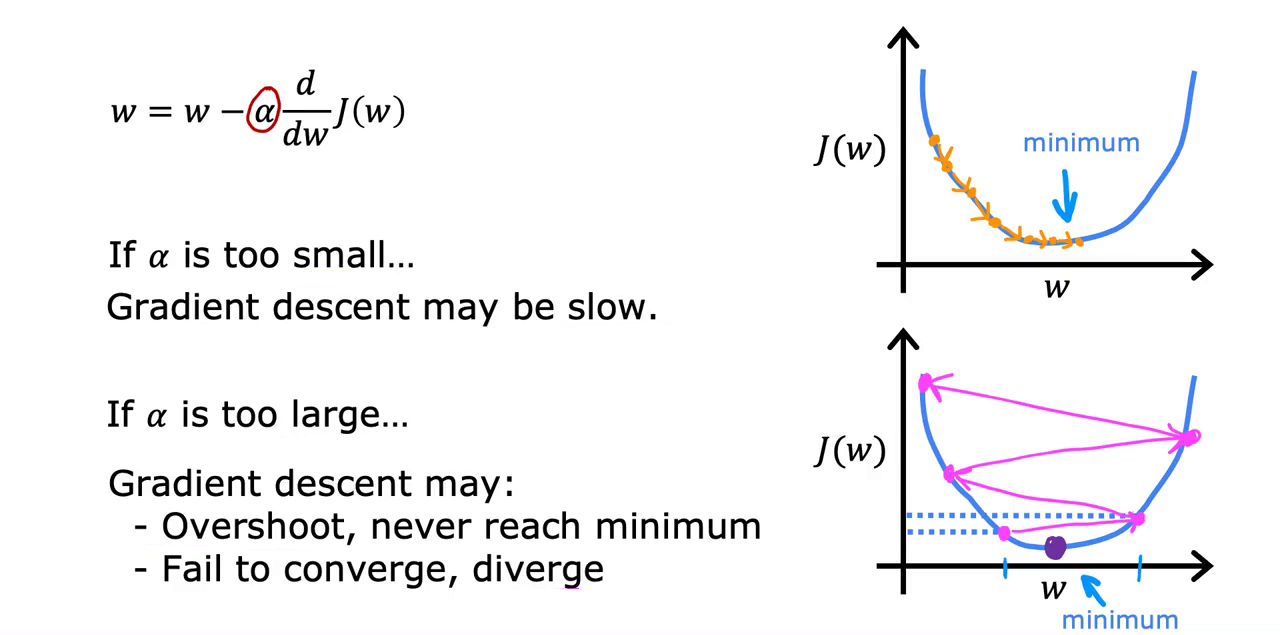 w = w − α d/dw J(w)
If α is too small…
Gradient descent may be slow.
If α is too large…
Gradient descent may:
- Overshoot, never reach minimum
- Fail to converge, diverge
J(w)
minimum
w
J(w)
w
minimum